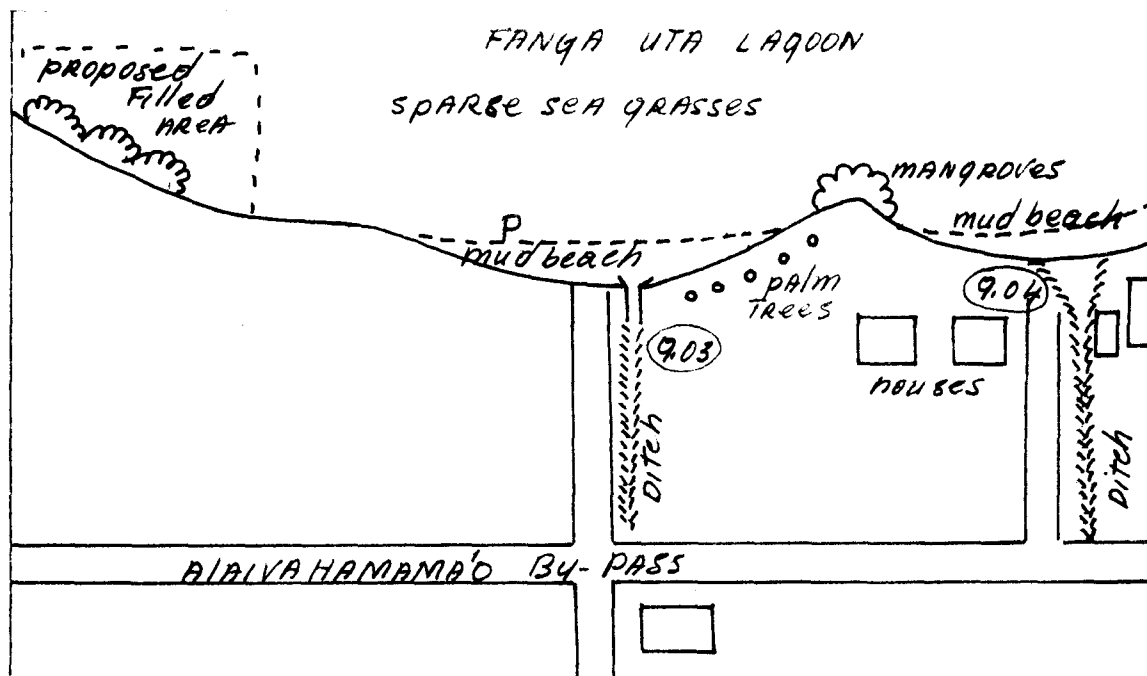 FANGA UTA LAGOON
PROPOSED
Filled
AREA
SPARSE SEA GRASSES
MANGROVES
mud beach
P
mud beach
PALM
TREES
9.03
9.04
houses
DITCH
DITCH
ALAIVAHAMAMA'O BY-PASS